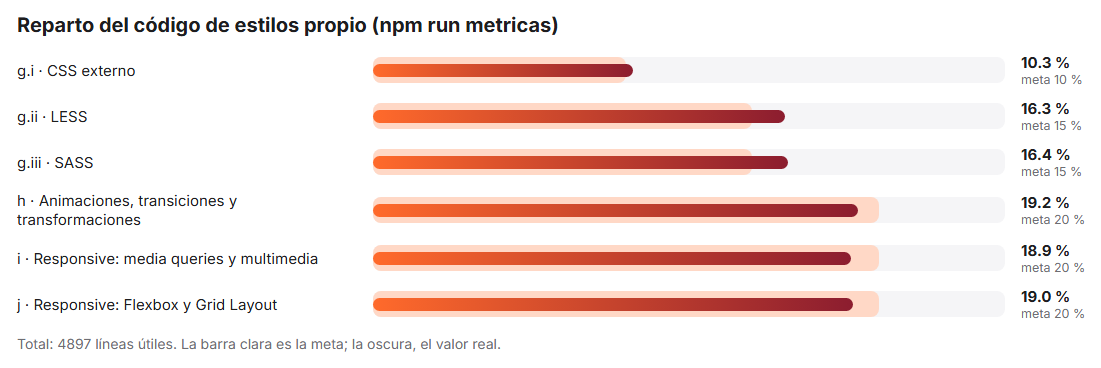 Reparto del código de estilos propio (npm run metricas)
g.i · CSS externo
10.3 %
meta 10 %
g.ii · LESS
16.3 %
meta 15 %
g.iii · SASS
16.4 %
meta 15 %
h · Animaciones, transiciones y
transformaciones
19.2 %
meta 20 %
i · Responsive: media queries y multimedia
18.9 %
meta 20 %
j · Responsive: Flexbox y Grid Layout
19.0 %
meta 20 %
Total: 4897 líneas útiles. La barra clara es la meta; la oscura, el valor real.